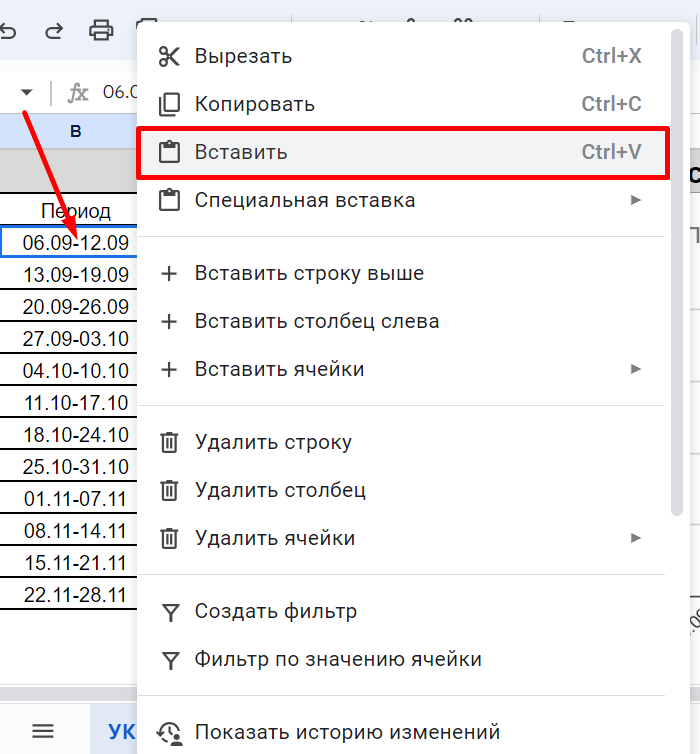 Вырезать Ctrl+X
Копировать Ctrl+C
Вставить Ctrl+V
Специальная вставка
Вставить строку выше
Вставить столбец слева
Вставить ячейки
Удалить строку
Удалить столбец
Удалить ячейки
Создать фильтр
Фильтр по значению ячейки
Показать историю изменений
fx 06.0
B
Период
06.09-12.09
13.09-19.09
20.09-26.09
27.09-03.10
04.10-10.10
11.10-17.10
18.10-24.10
25.10-31.10
01.11-07.11
08.11-14.11
15.11-21.11
22.11-28.11
УК